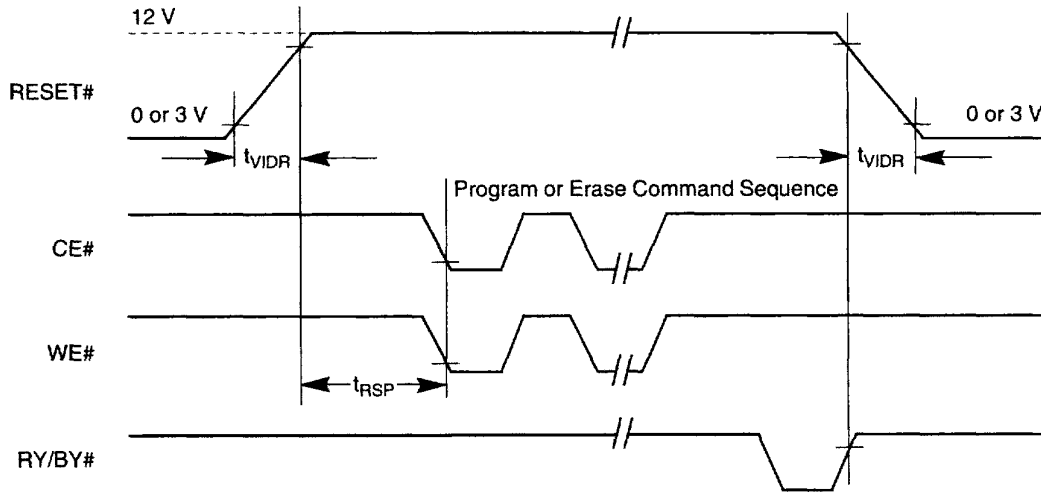 12 V
RESET#
0 or 3 V
0 or 3 V
tVIDR
tVIDR
Program or Erase Command Sequence
CE#
WE#
tRSP
RY/BY#